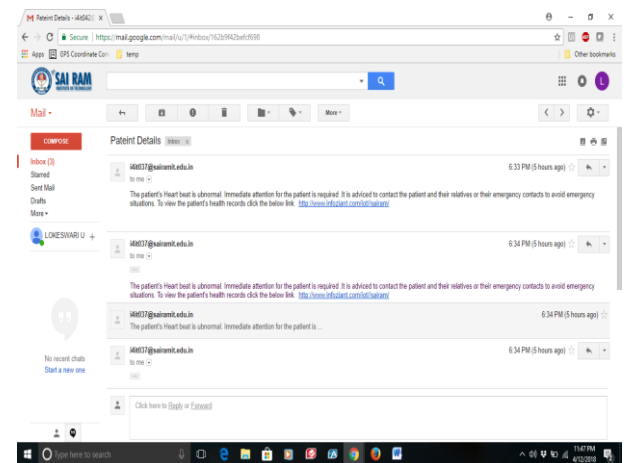 Pateint Details - i4it042
Secure
https://mail.google.com/mail/u/1/#inbox/162b9f42befcf698
Apps GPS Coordinate Con temp Other bookmarks
SAI RAM
Mail
More
COMPOSE
Inbox (3)
Starred
Sent Mail
Drafts
More
LOKESWARI U +
No recent chats
Start a new one
Pateint Details Inbox x
i4it037@sairamit.edu.in 6:33 PM (5 hours ago)
to me
The patient's Heart beat is ubnormal. Immediate attention for the patient is required. It is adviced to contact the patient and their relatives or their emergency contacts to avoid emergency
situations. To view the patient's health records click the below link. http://www.infoziant.com/iot/sairam/
i4it037@sairamit.edu.in 6:34 PM (5 hours ago)
to me
...
The patient's Heart beat is ubnormal. Immediate attention for the patient is required. It is adviced to contact the patient and their relatives or their emergency contacts to avoid emergency
situations. To view the patient's health records click the below link. http://www.infoziant.com/iot/sairam/
i4it037@sairamit.edu.in 6:34 PM (5 hours ago)
The patient's Heart beat is ubnormal. Immediate attention for the patient is ...
i4it037@sairamit.edu.in 6:34 PM (5 hours ago)
to me
...
Click here to Reply or Forward
Type here to search
11:47 PM
4/12/2018